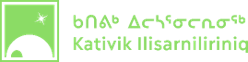 ᑲᑎᕕᒃ ᐃᓕᓴᕐᓂᓕᕆᓂᖅ
Kativik Ilisarniliriniq